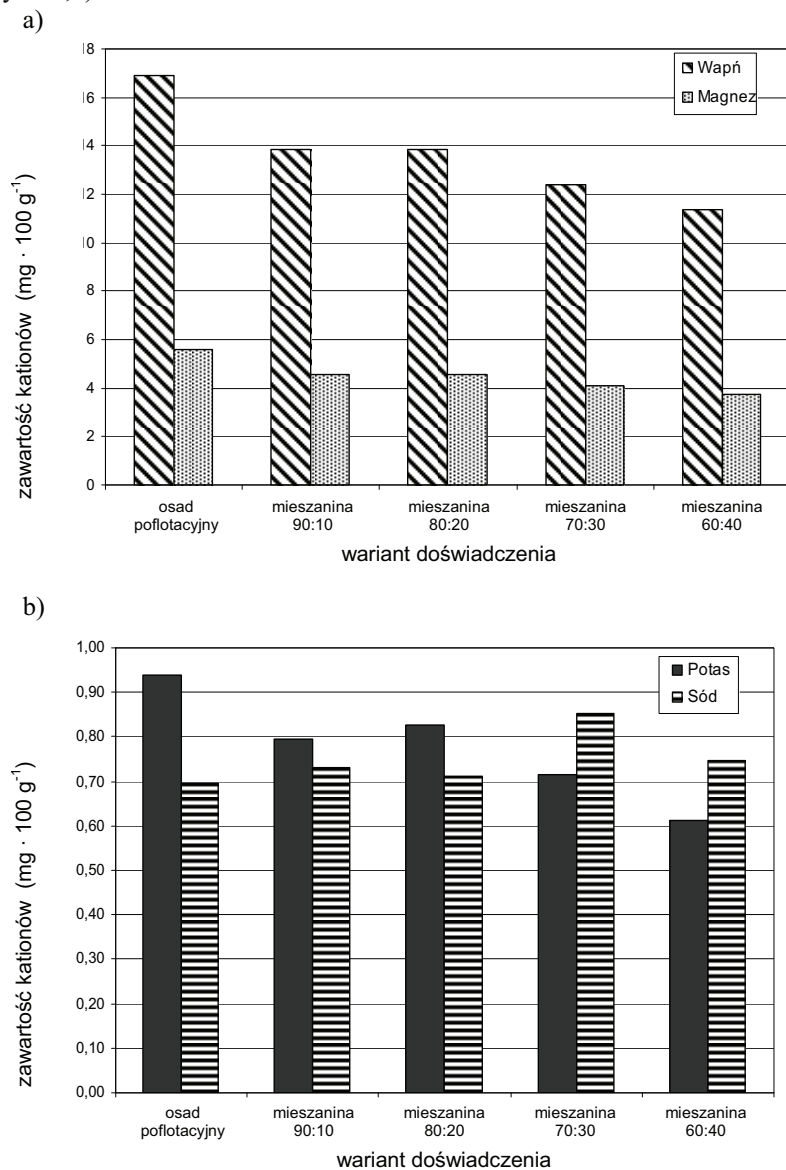 a)
18
16
14
12
10
8
6
4
2
0
Wapń
Magnez
zawartość kationów (mg · 100 g⁻¹)
osad poflotacyjny
mieszanina 90:10
mieszanina 80:20
mieszanina 70:30
mieszanina 60:40
wariant doświadczenia
b)
1,00
0,90
0,80
0,70
0,60
0,50
0,40
0,30
0,20
0,10
0,00
Potas
Sód
zawartość kationów (mg · 100 g⁻¹)
osad poflotacyjny
mieszanina 90:10
mieszanina 80:20
mieszanina 70:30
mieszanina 60:40
wariant doświadczenia